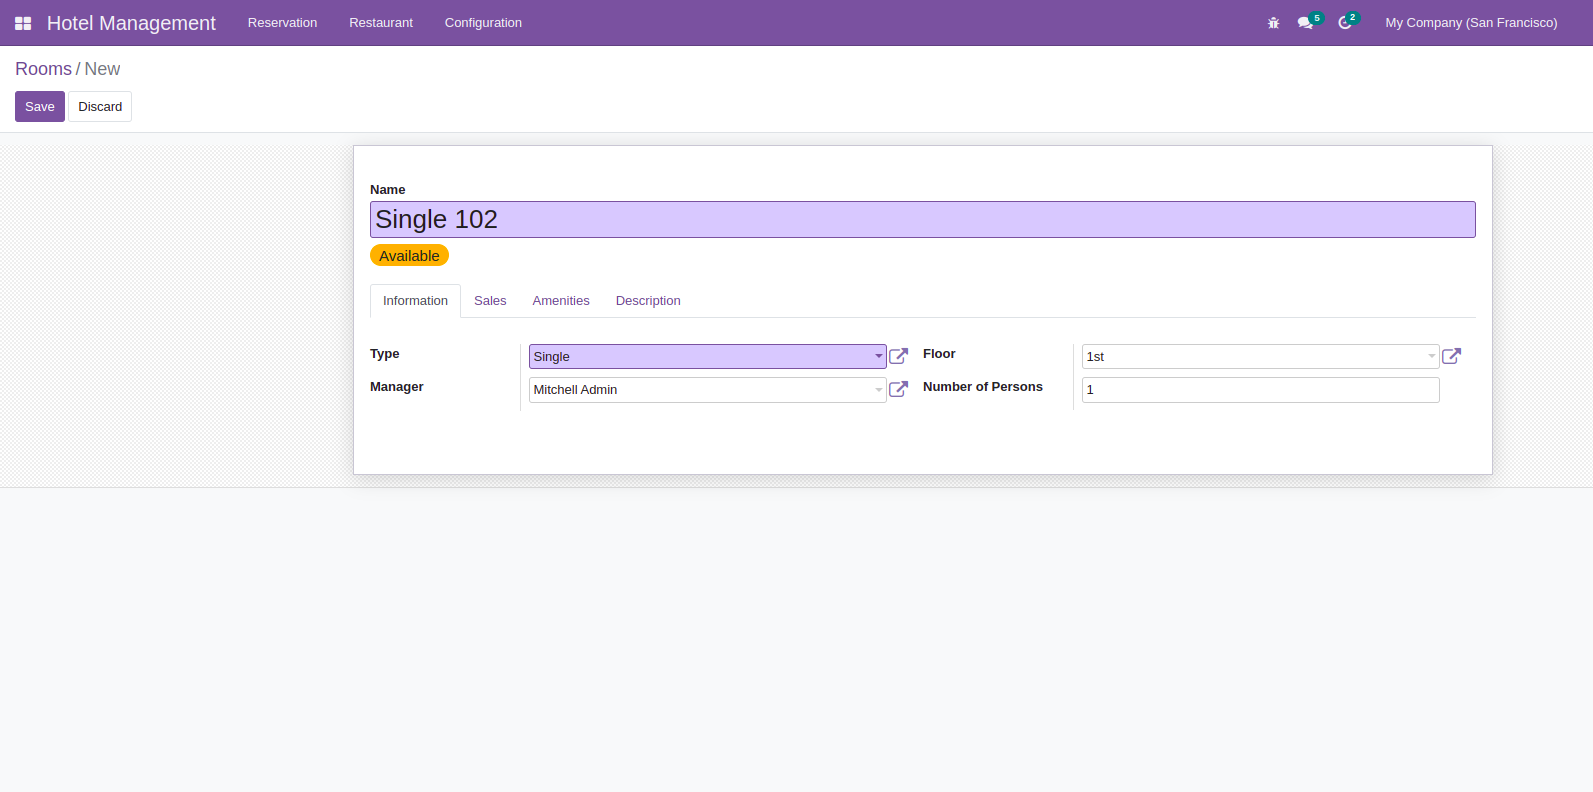 Hotel Management Reservation Restaurant Configuration 5 2 My Company (San Francisco)
Rooms / New
Save Discard
Name
Single 102
Available
Information Sales Amenities Description
Type Single Floor 1st
Manager Mitchell Admin Number of Persons 1